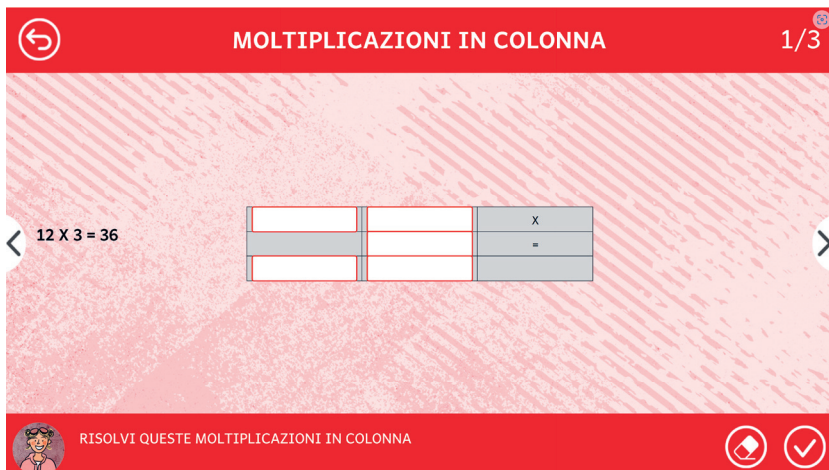 MOLTIPLICAZIONI IN COLONNA
1/3
12 X 3 = 36
X
=
RISOLVI QUESTE MOLTIPLICAZIONI IN COLONNA